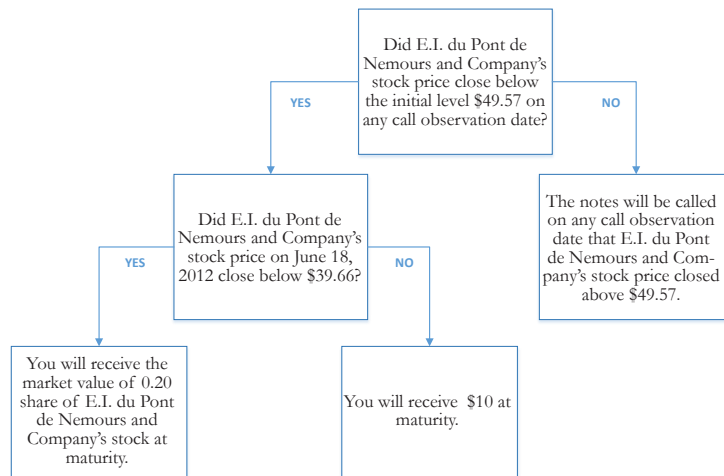 Did E.I. du Pont de
Nemours and Company's
stock price close below
the initial level $49.57 on
any call observation date?
YES
NO
Did E.I. du Pont de
Nemours and Company's
stock price on June 18,
2012 close below $39.66?
The notes will be called
on any call observation
date that E.I. du Pont
de Nemours and Com-
pany's stock price closed
above $49.57.
YES
NO
You will receive the
market value of 0.20
share of E.I. du Pont
de Nemours and
Company's stock at
maturity.
You will receive $10 at
maturity.